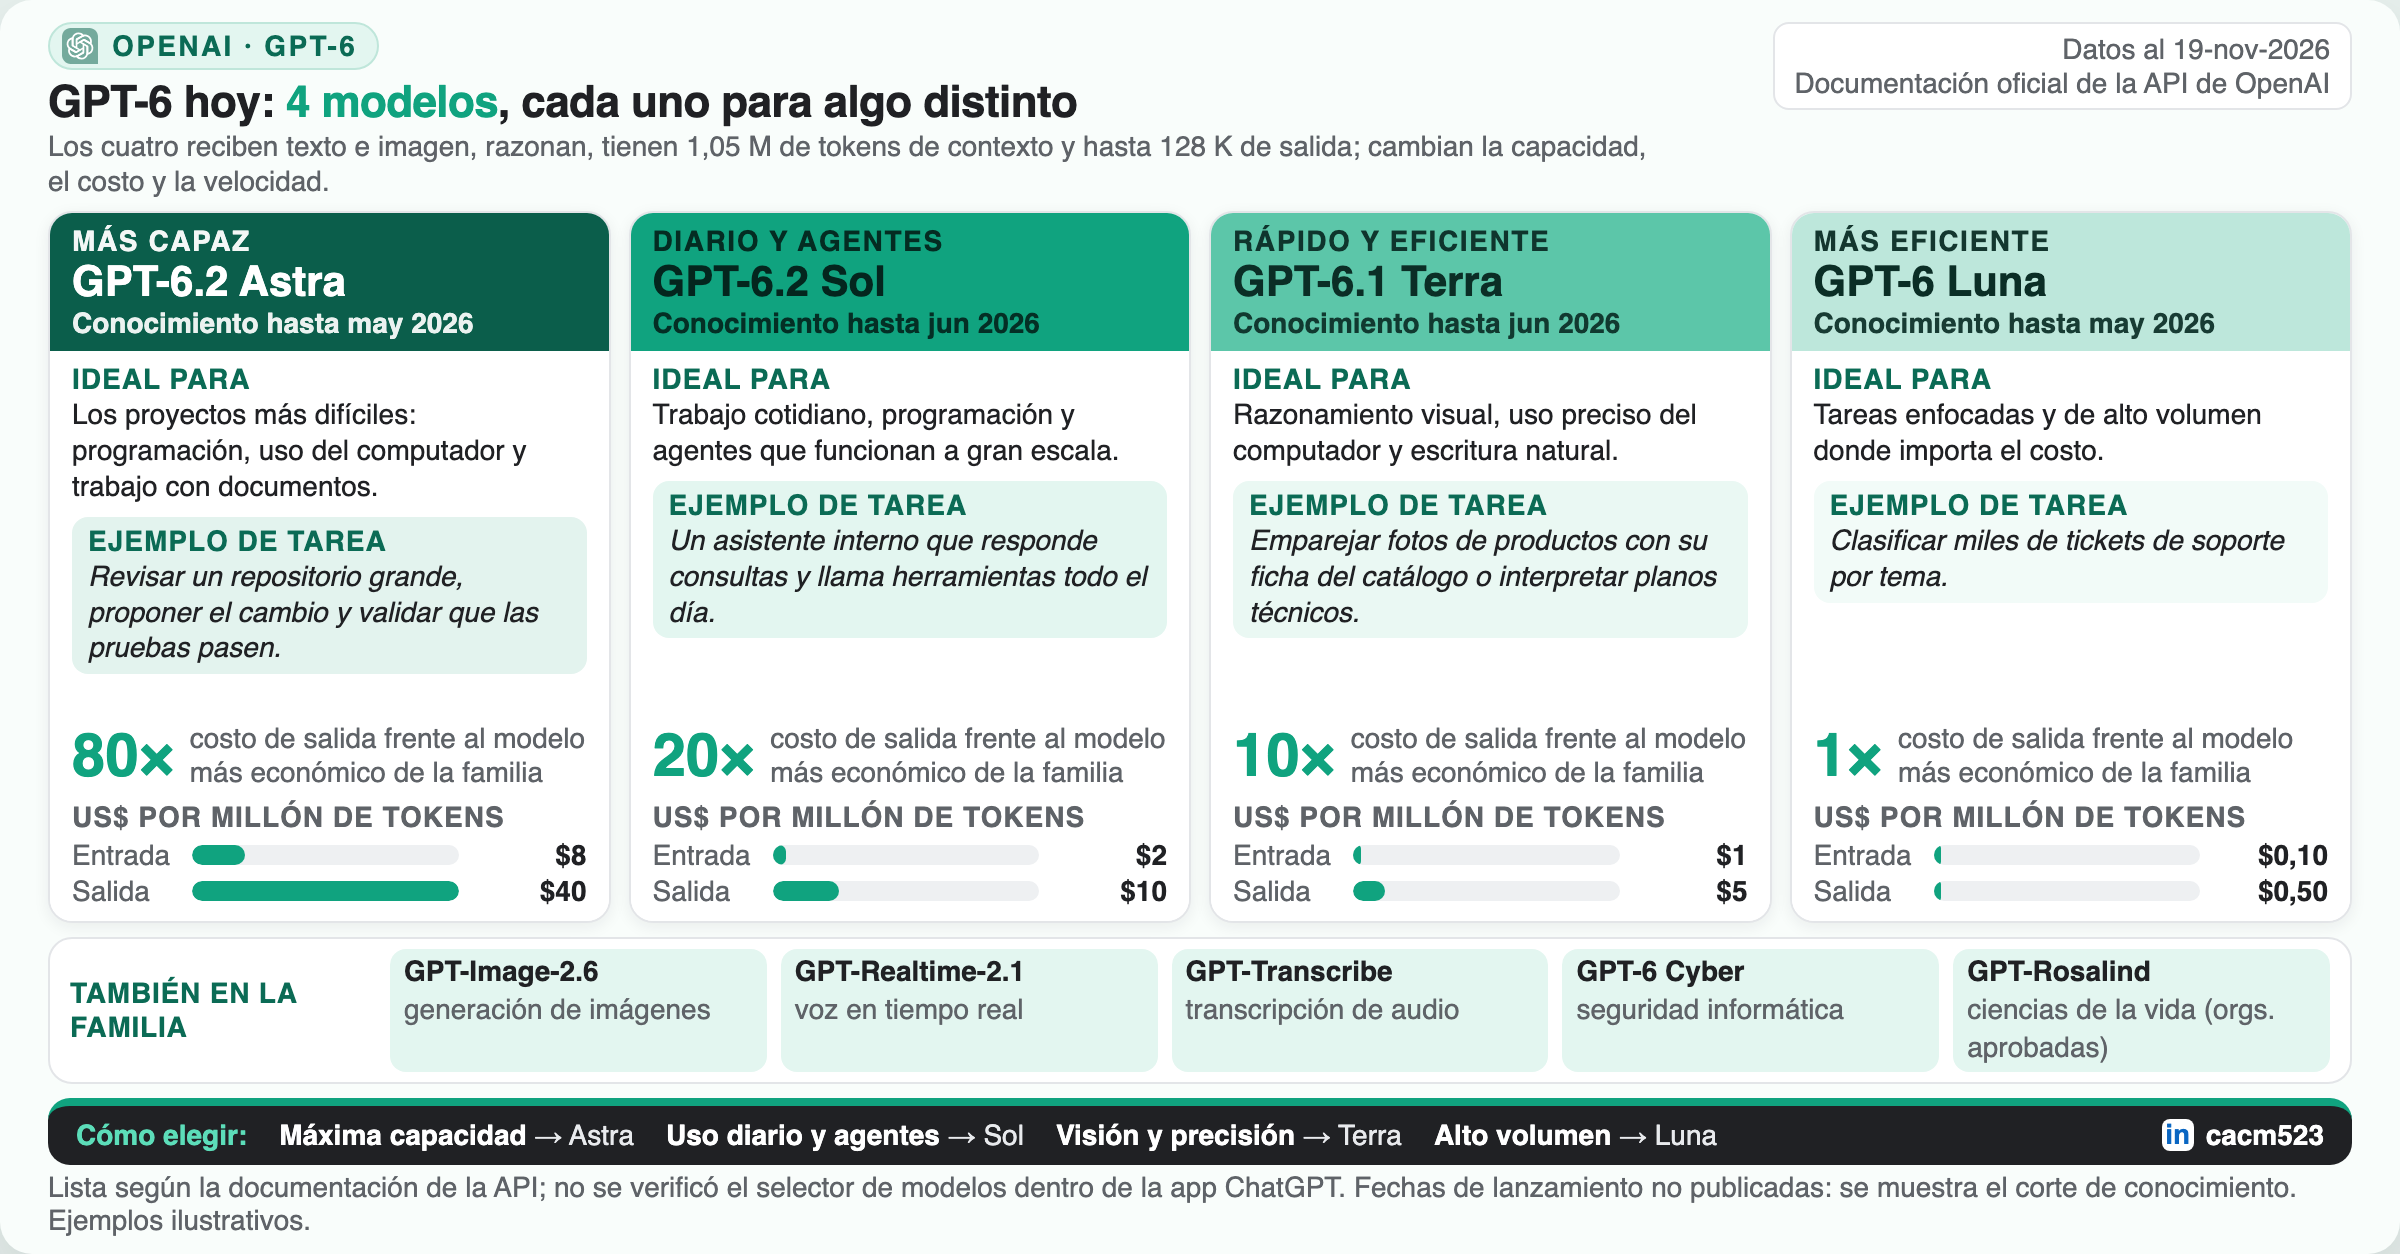 OPENAI · GPT-6
Datos al 19-nov-2026
Documentación oficial de la API de OpenAI
GPT-6 hoy: 4 modelos, cada uno para algo distinto
Los cuatro reciben texto e imagen, razonan, tienen 1,05 M de tokens de contexto y hasta 128 K de salida; cambian la capacidad,
el costo y la velocidad.
MÁS CAPAZ
GPT-6.2 Astra
Conocimiento hasta may 2026
IDEAL PARA
Los proyectos más difíciles:
programación, uso del computador y
trabajo con documentos.
EJEMPLO DE TAREA
Revisar un repositorio grande,
proponer el cambio y validar que las
pruebas pasen.
80× costo de salida frente al modelo
más económico de la familia
US$ POR MILLÓN DE TOKENS
Entrada $8
Salida $40
DIARIO Y AGENTES
GPT-6.2 Sol
Conocimiento hasta jun 2026
IDEAL PARA
Trabajo cotidiano, programación y
agentes que funcionan a gran escala.
EJEMPLO DE TAREA
Un asistente interno que responde
consultas y llama herramientas todo el
día.
20× costo de salida frente al modelo
más económico de la familia
US$ POR MILLÓN DE TOKENS
Entrada $2
Salida $10
RÁPIDO Y EFICIENTE
GPT-6.1 Terra
Conocimiento hasta jun 2026
IDEAL PARA
Razonamiento visual, uso preciso del
computador y escritura natural.
EJEMPLO DE TAREA
Emparejar fotos de productos con su
ficha del catálogo o interpretar planos
técnicos.
10× costo de salida frente al modelo
más económico de la familia
US$ POR MILLÓN DE TOKENS
Entrada $1
Salida $5
MÁS EFICIENTE
GPT-6 Luna
Conocimiento hasta may 2026
IDEAL PARA
Tareas enfocadas y de alto volumen
donde importa el costo.
EJEMPLO DE TAREA
Clasificar miles de tickets de soporte
por tema.
1× costo de salida frente al modelo
más económico de la familia
US$ POR MILLÓN DE TOKENS
Entrada $0,10
Salida $0,50
TAMBIÉN EN LA
FAMILIA
GPT-Image-2.6
generación de imágenes
GPT-Realtime-2.1
voz en tiempo real
GPT-Transcribe
transcripción de audio
GPT-6 Cyber
seguridad informática
GPT-Rosalind
ciencias de la vida (orgs.
aprobadas)
Cómo elegir: Máxima capacidad → Astra Uso diario y agentes → Sol Visión y precisión → Terra Alto volumen → Luna
in cacm523
Lista según la documentación de la API; no se verificó el selector de modelos dentro de la app ChatGPT. Fechas de lanzamiento no publicadas: se muestra el corte de conocimiento.
Ejemplos ilustrativos.